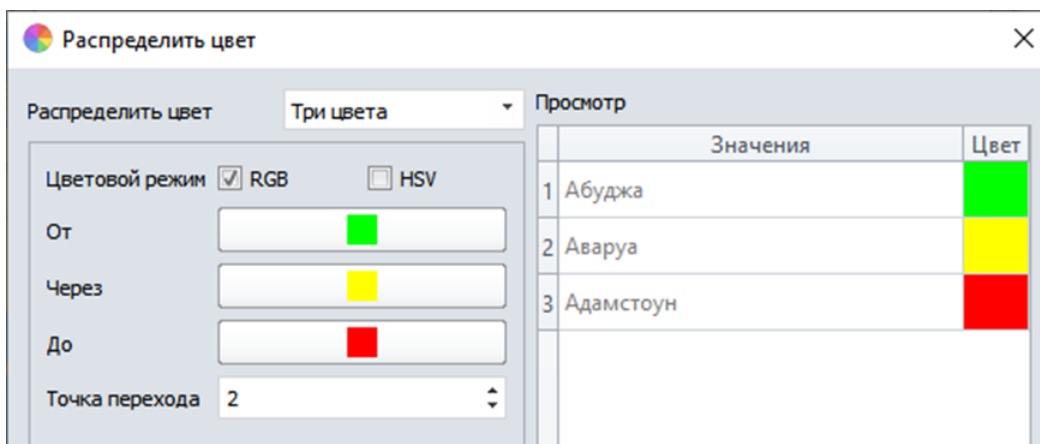 Распределить цвет
Распределить цвет Три цвета
Цветовой режим RGB HSV
От
Через
До
Точка перехода 2
Просмотр
Значения Цвет
1 Абуджа
2 Аваруа
3 Адамстоун